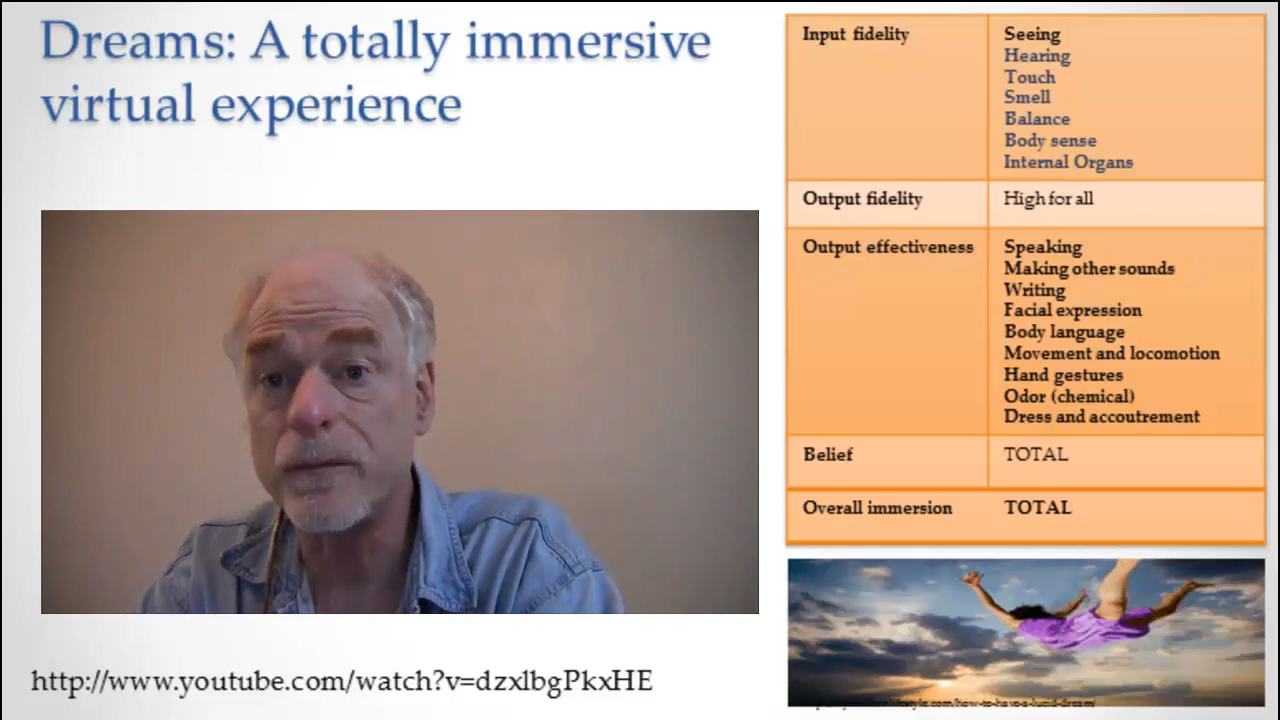 Dreams: A totally immersive
virtual experience
Input fidelity
Seeing
Hearing
Touch
Smell
Balance
Body sense
Internal Organs
Output fidelity
High for all
Output effectiveness
Speaking
Making other sounds
Writing
Facial expression
Body language
Movement and locomotion
Hand gestures
Odor (chemical)
Dress and accoutrement
Belief
TOTAL
Overall immersion
TOTAL
http://www.youtube.com/watch?v=dzxlbgPkxHE